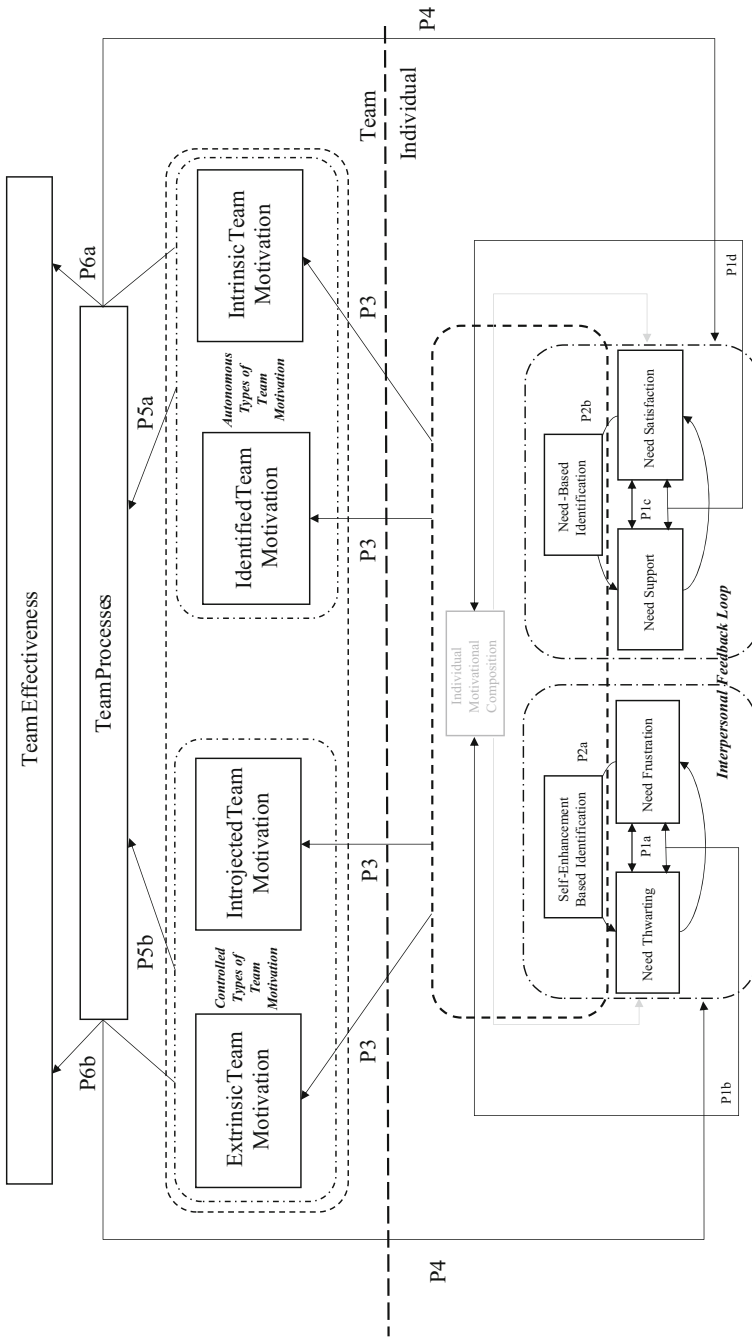 Team Effectiveness
Team Processes
P6b
P6a
P5b
P5a
P4
P4
Extrinsic Team
Motivation
Controlled
Types of
Team
Motivation
Introjected Team
Motivation
Identified Team
Motivation
Autonomous
Types of
Team
Motivation
Intrinsic Team
Motivation
P3
P3
P3
P3
Team
Individual
Individual
Motivational
Composition
Self-Enhancement
Based Identification
P2a
Need Thwarting
P1a
Need Frustration
Need-Based
Identification
P2b
Need Support
P1c
Need Satisfaction
Interpersonal Feedback Loop
P1b
P1d